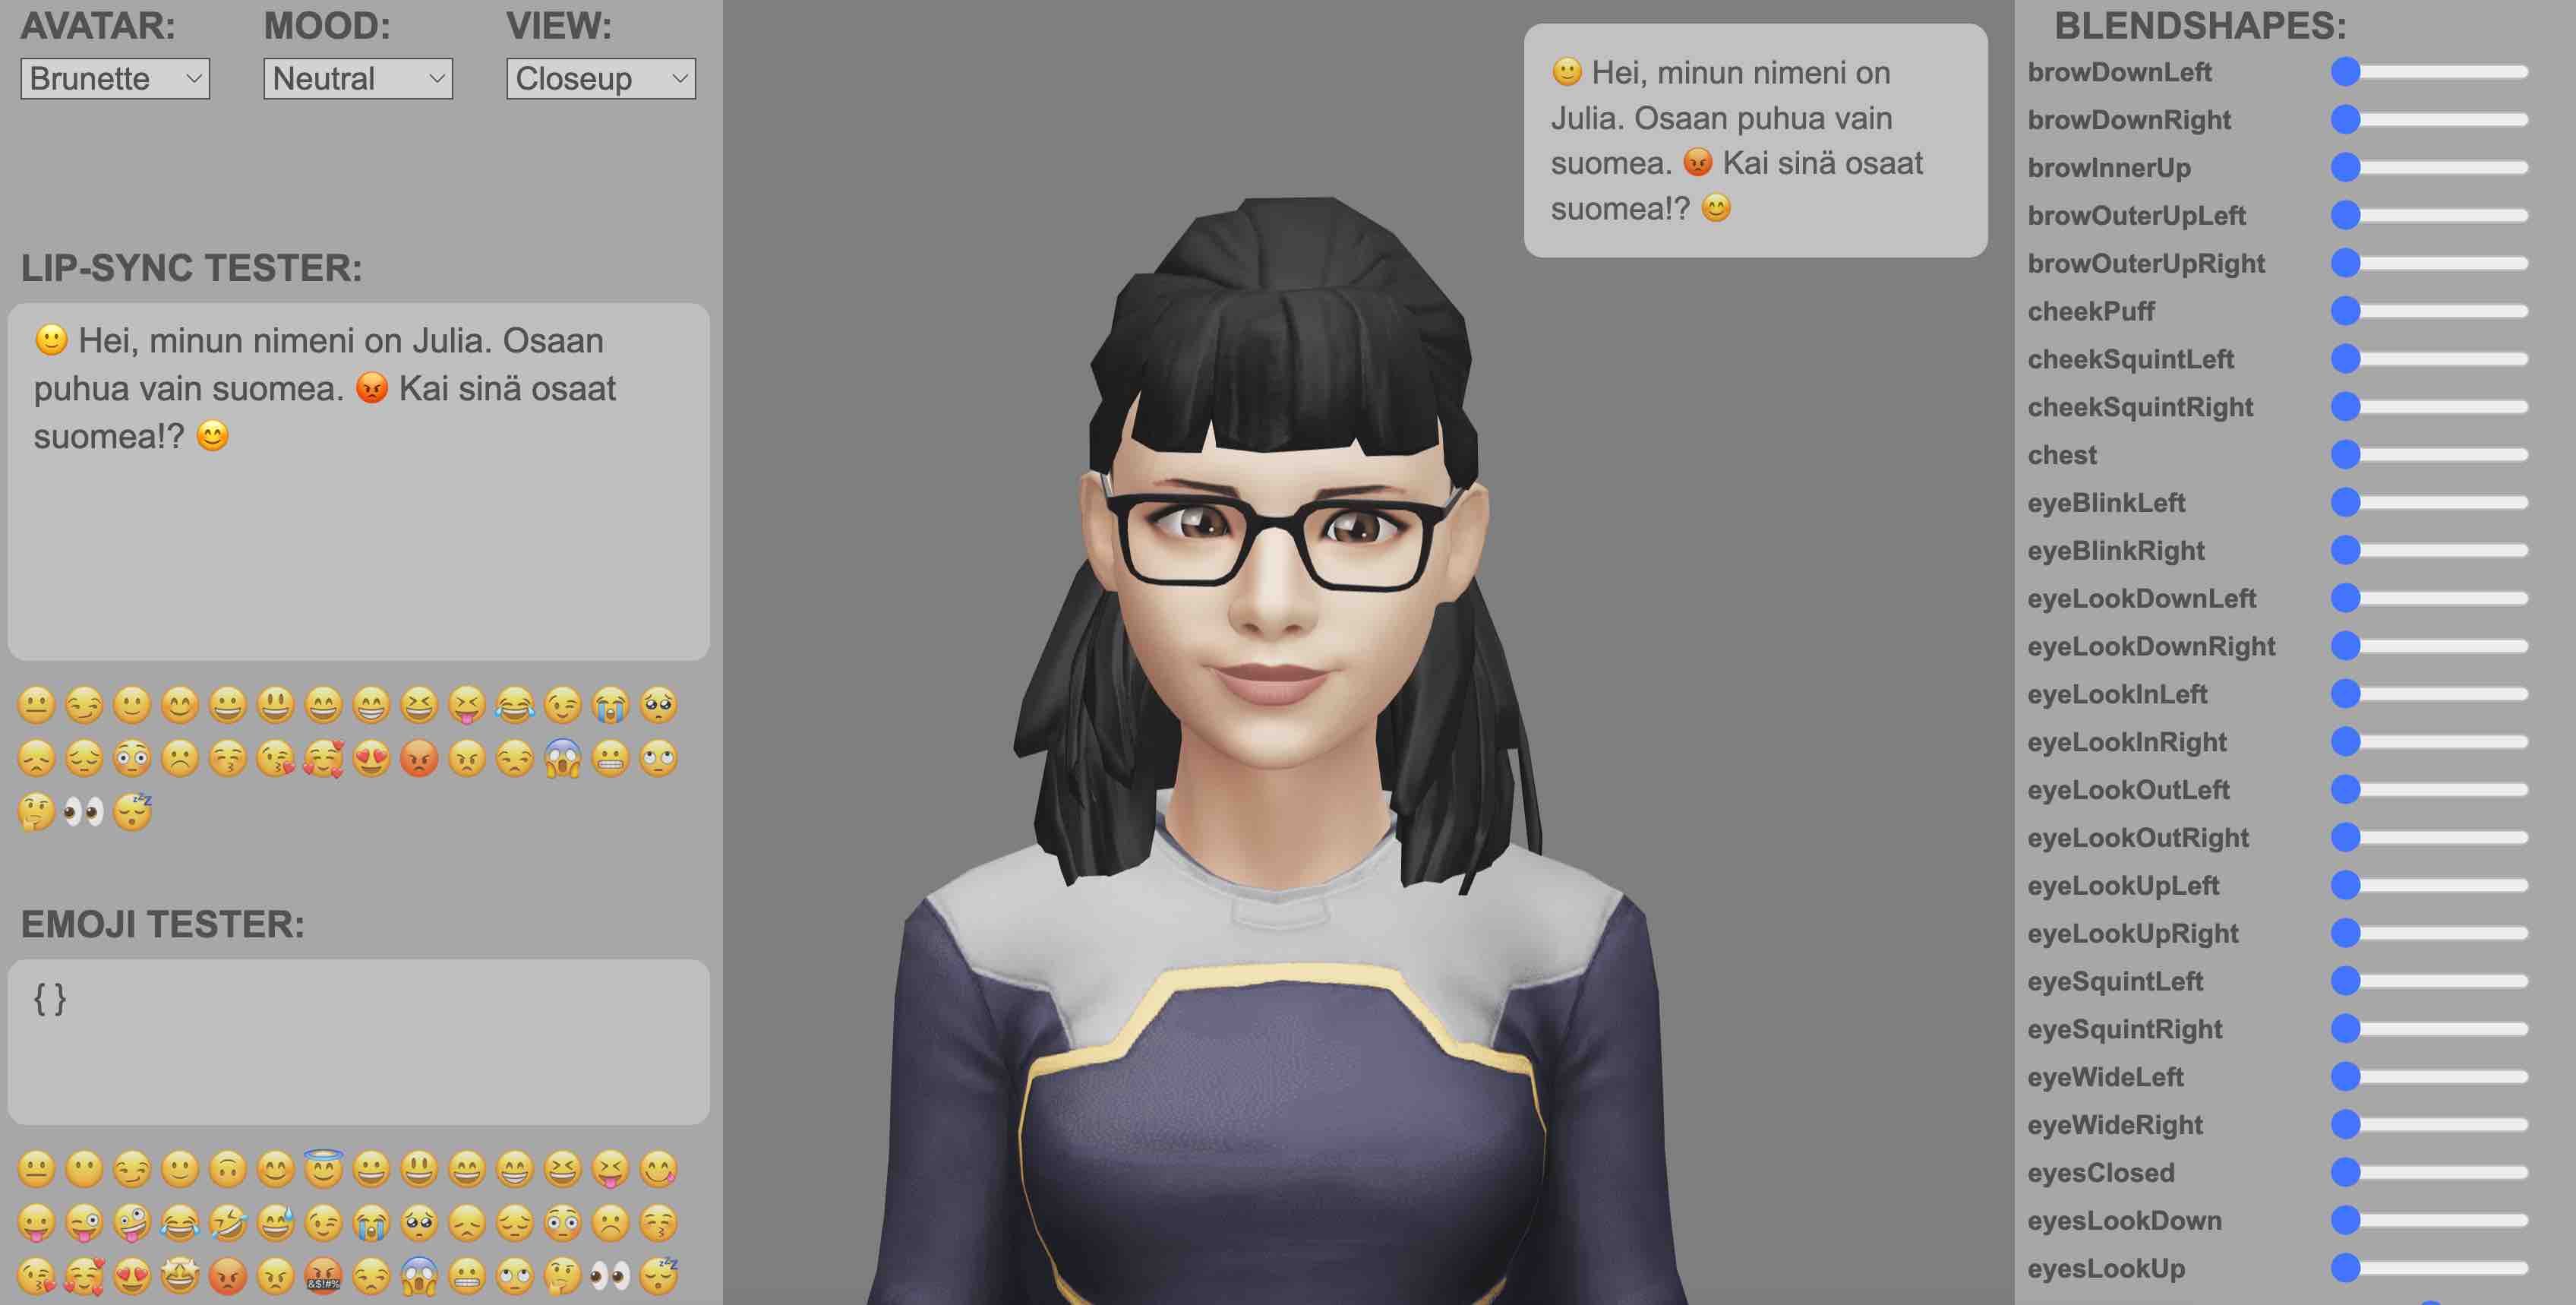 AVATAR: MOOD: VIEW:
Brunette Neutral Closeup
LIP-SYNC TESTER:
🙂 Hei, minun nimeni on Julia. Osaan
puhua vain suomea. 😡 Kai sinä osaat
suomea!? 😊
EMOJI TESTER:
{ }
&$!#%
🙂 Hei, minun nimeni on
Julia. Osaan puhua vain
suomea. 😡 Kai sinä osaat
suomea!? 😊
BLENDSHAPES:
browDownLeft
browDownRight
browInnerUp
browOuterUpLeft
browOuterUpRight
cheekPuff
cheekSquintLeft
cheekSquintRight
chest
eyeBlinkLeft
eyeBlinkRight
eyeLookDownLeft
eyeLookDownRight
eyeLookInLeft
eyeLookInRight
eyeLookOutLeft
eyeLookOutRight
eyeLookUpLeft
eyeLookUpRight
eyeSquintLeft
eyeSquintRight
eyeWideLeft
eyeWideRight
eyesClosed
eyesLookDown
eyesLookUp